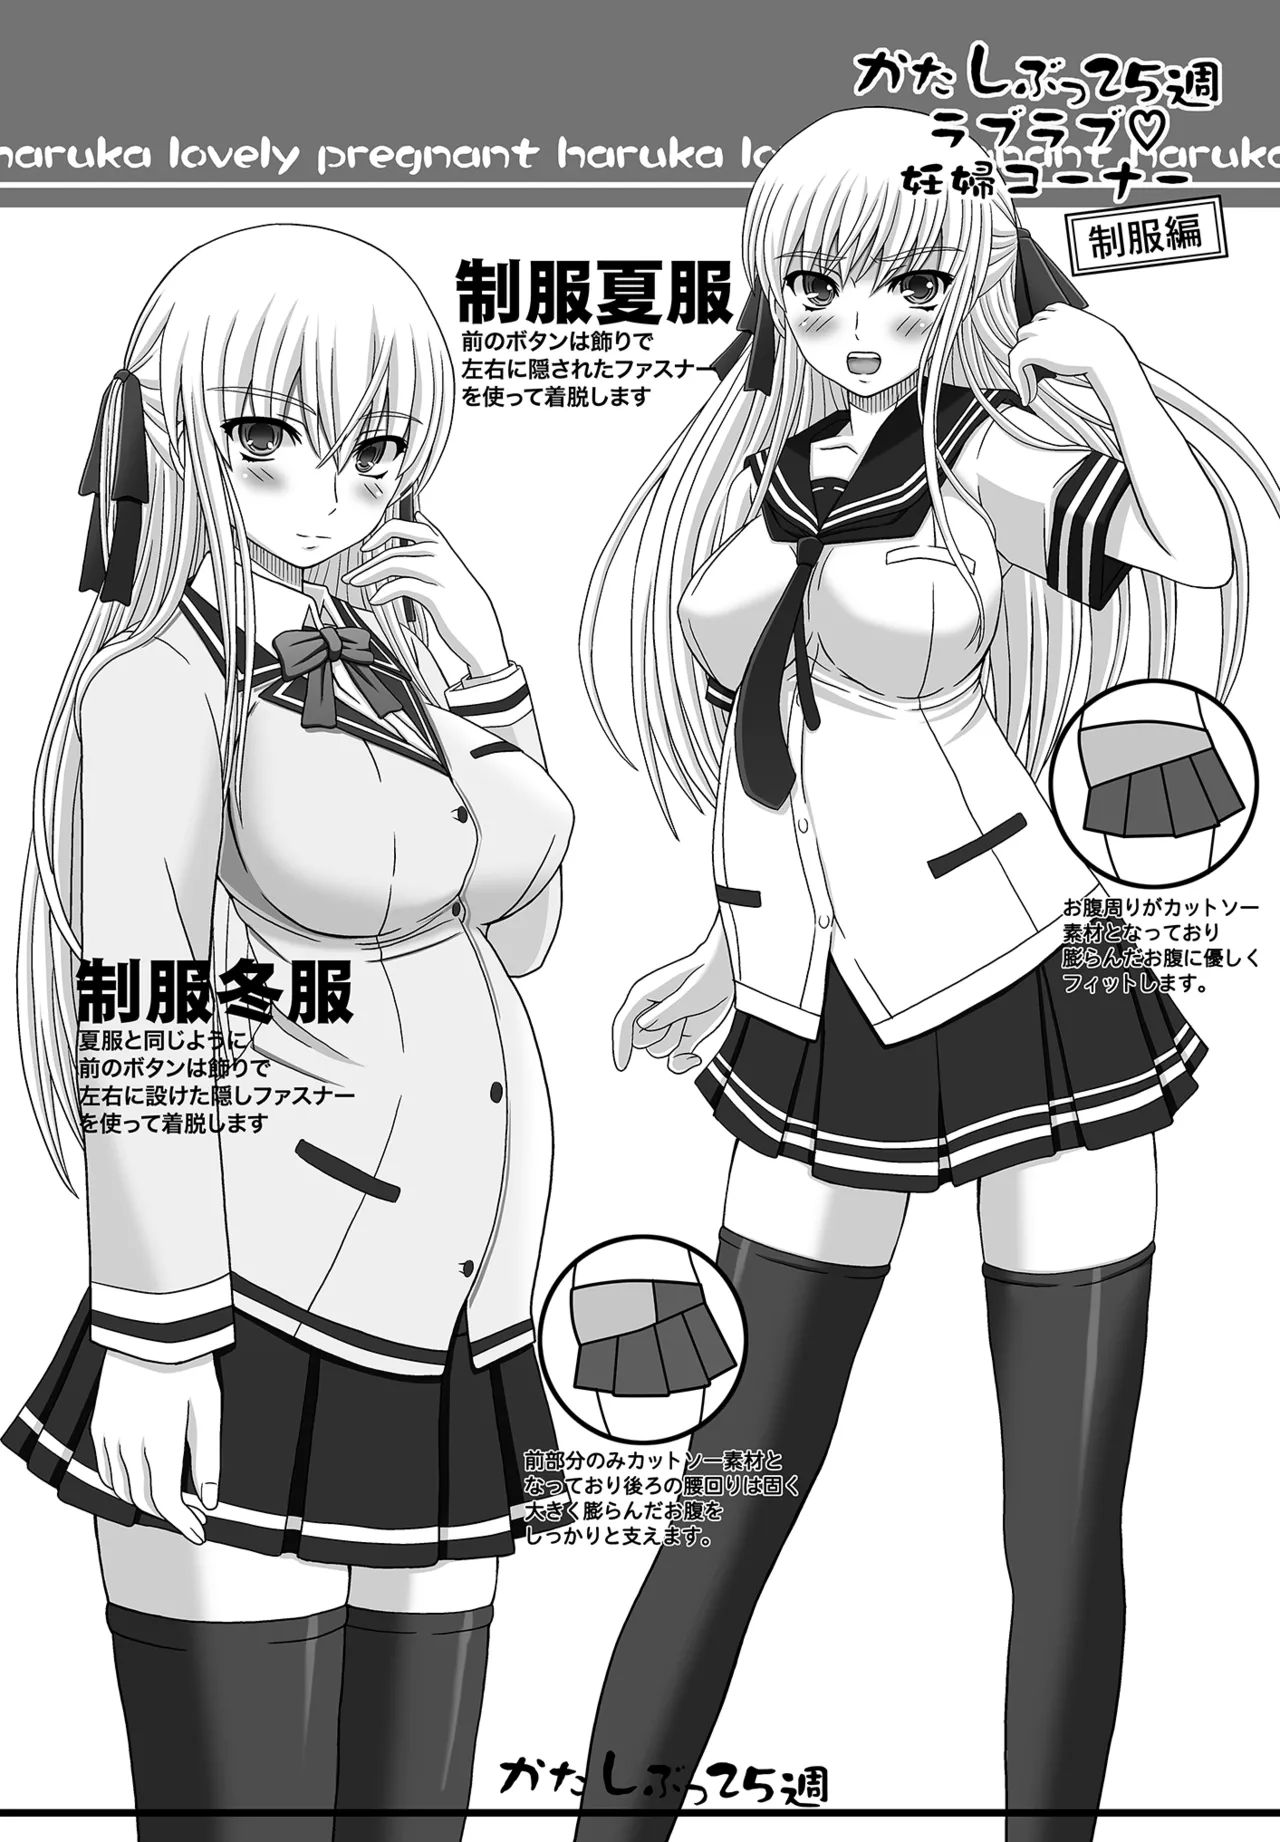 かたしぶっ25週
ラブラブ♡
妊婦コーナー
haruka lovely pregnant haruka lo nant haruka
制服編
制服夏服
前のボタンは飾りで
左右に隠されたファスナー
を使って着脱します
お腹周りがカットソー
素材となっており
膨らんだお腹に優しく
フィットします。
制服冬服
夏服と同じように
前のボタンは飾りで
左右に設けた隠しファスナー
を使って着脱します
前部分のみカットソー素材と
なっており後ろの腰回りは固く
大きく膨らんだお腹を
しっかりと支えます。
かたしぶっ25週